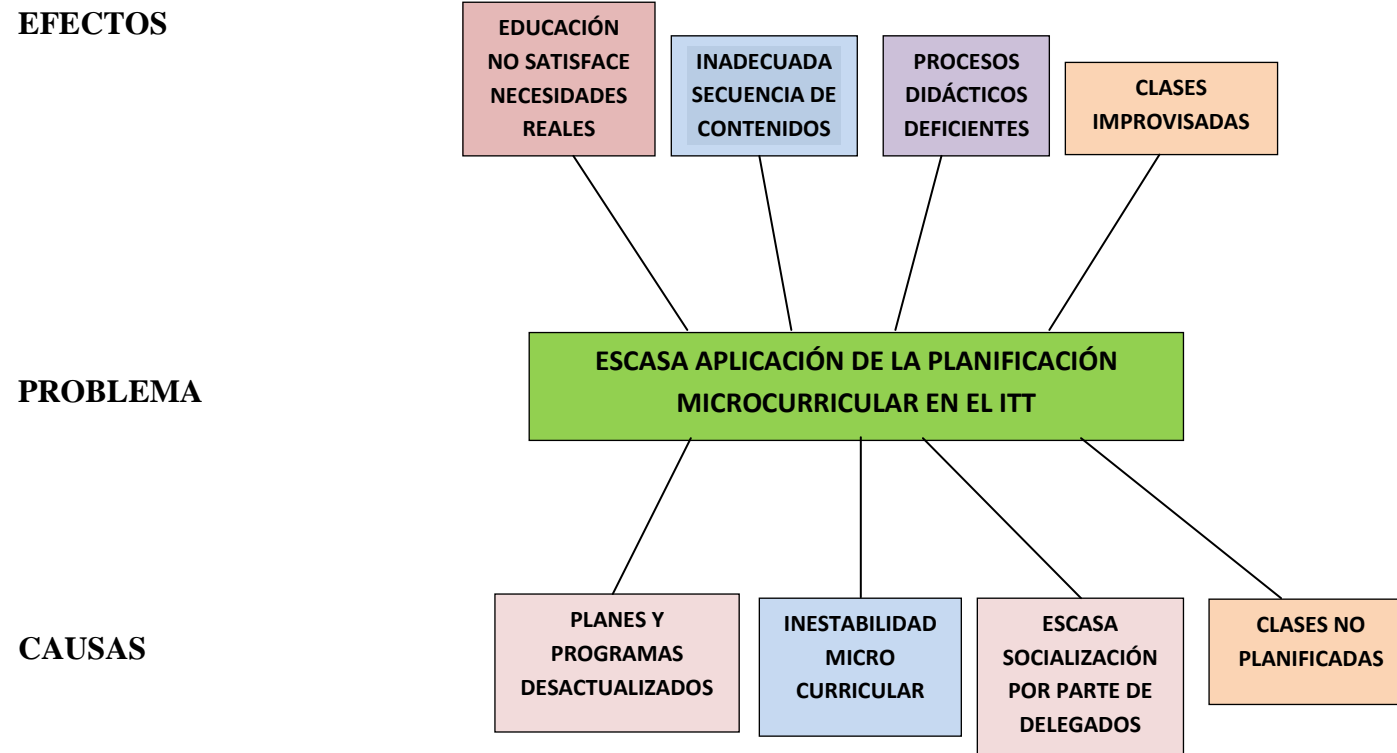 EFECTOS
EDUCACIÓN
NO SATISFACE
NECESIDADES
REALES
INADECUADA
SECUENCIA DE
CONTENIDOS
PROCESOS
DIDÁCTICOS
DEFICIENTES
CLASES
IMPROVISADAS
PROBLEMA
ESCASA APLICACIÓN DE LA PLANIFICACIÓN
MICROCURRICULAR EN EL ITT
CAUSAS
PLANES Y
PROGRAMAS
DESACTUALIZADOS
INESTABILIDAD
MICRO
CURRICULAR
ESCASA
SOCIALIZACIÓN
POR PARTE DE
DELEGADOS
CLASES NO
PLANIFICADAS